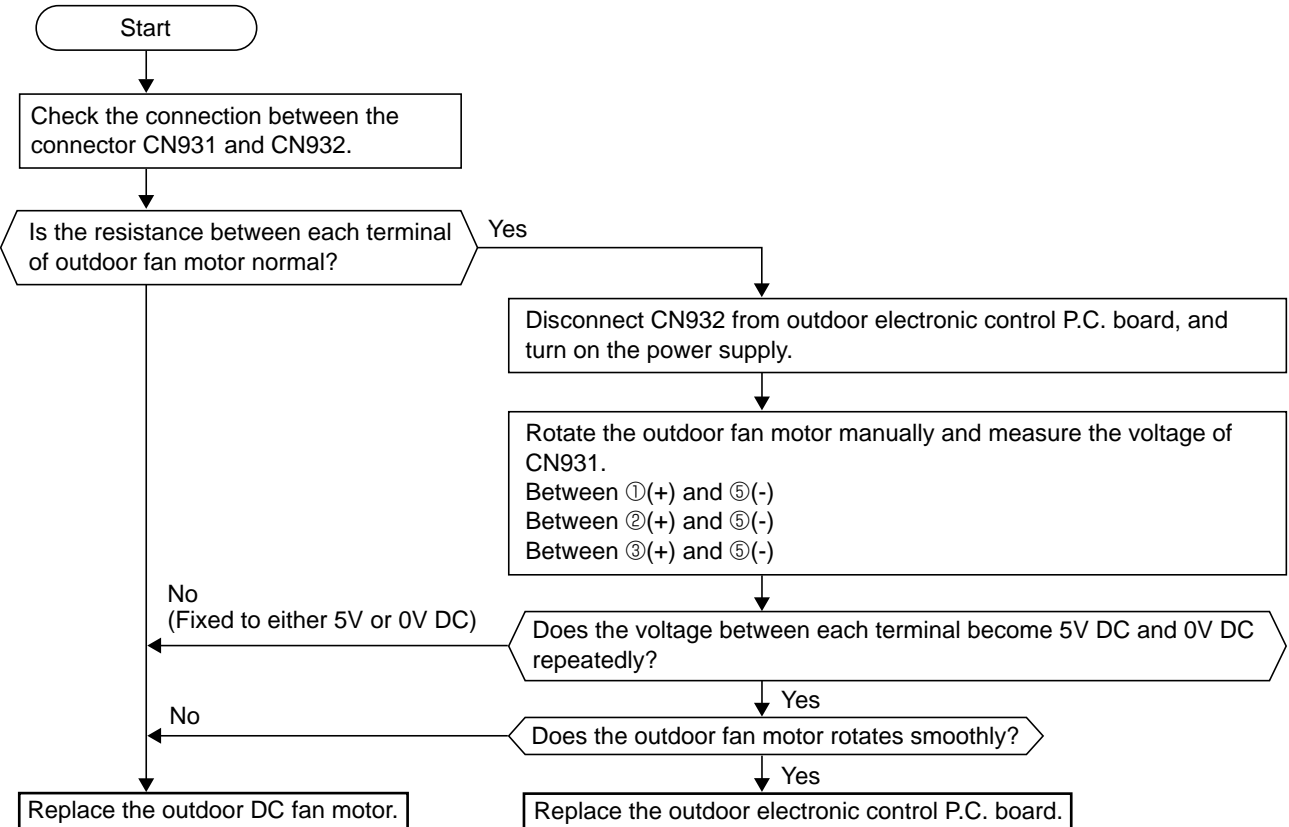 Start
Check the connection between the
connector CN931 and CN932.
Is the resistance between each terminal
of outdoor fan motor normal?
Yes
Disconnect CN932 from outdoor electronic control P.C. board, and
turn on the power supply.
Rotate the outdoor fan motor manually and measure the voltage of
CN931.
Between ①(+) and ⑤(-)
Between ②(+) and ⑤(-)
Between ③(+) and ⑤(-)
No
(Fixed to either 5V or 0V DC)
Does the voltage between each terminal become 5V DC and 0V DC
repeatedly?
Yes
No
Does the outdoor fan motor rotates smoothly?
Yes
Replace the outdoor DC fan motor.
Replace the outdoor electronic control P.C. board.